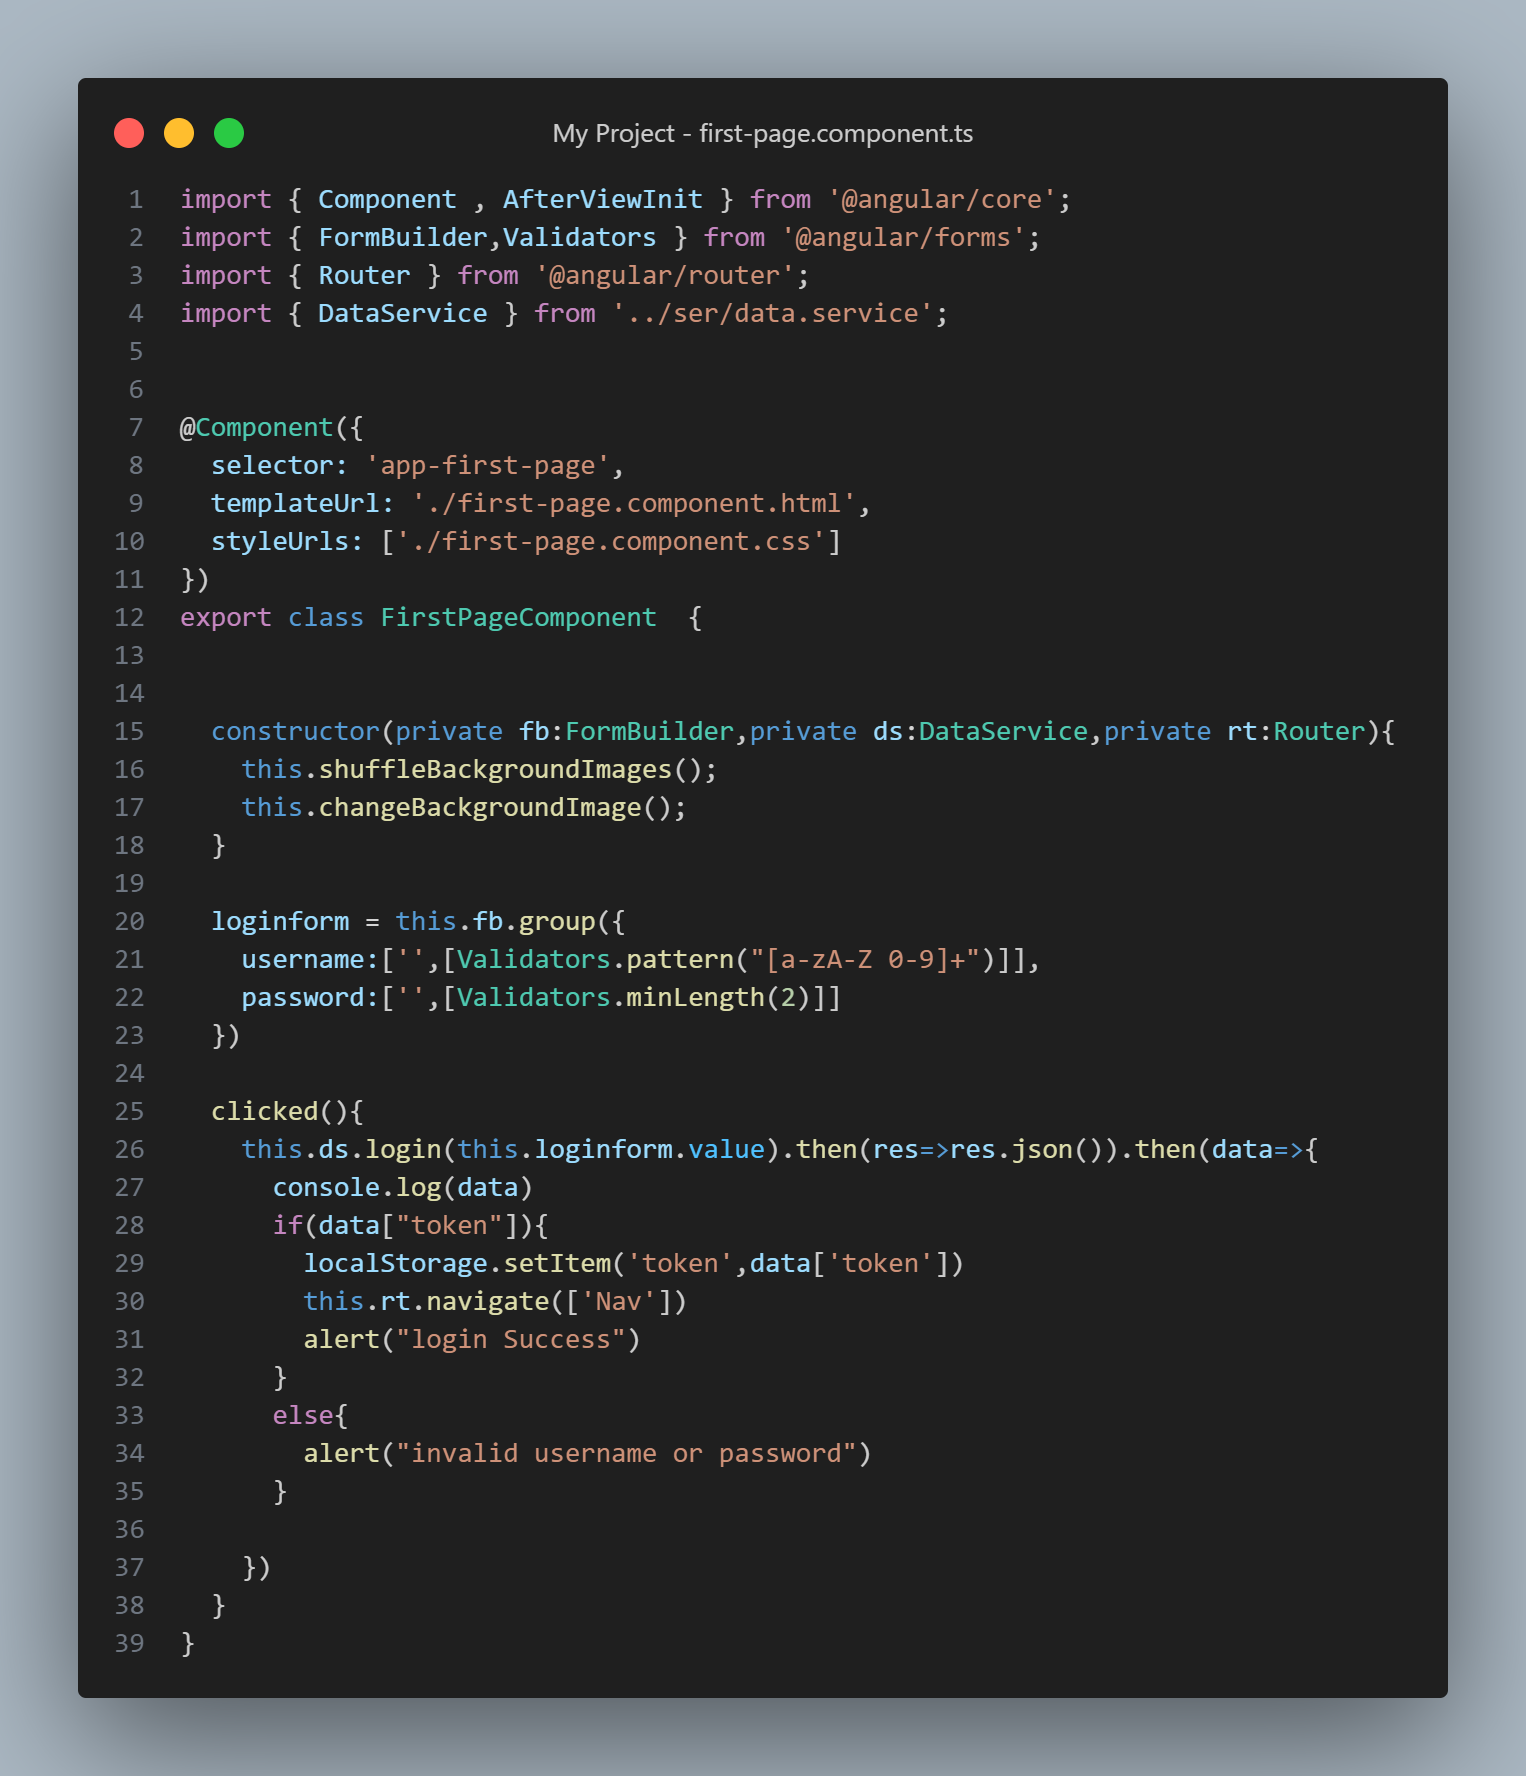 My Project - first-page.component.ts
1 import { Component , AfterViewInit } from '@angular/core';
2 import { FormBuilder,Validators } from '@angular/forms';
3 import { Router } from '@angular/router';
4 import { DataService } from '../ser/data.service';
5
6
7 @Component({
8   selector: 'app-first-page',
9   templateUrl: './first-page.component.html',
10   styleUrls: ['./first-page.component.css']
11 })
12 export class FirstPageComponent  {
13
14
15   constructor(private fb:FormBuilder,private ds:DataService,private rt:Router){
16     this.shuffleBackgroundImages();
17     this.changeBackgroundImage();
18   }
19
20   loginform = this.fb.group({
21     username:['',[Validators.pattern("[a-zA-Z 0-9]+")]],
22     password:['',[Validators.minLength(2)]]
23   })
24
25   clicked(){
26     this.ds.login(this.loginform.value).then(res=>res.json()).then(data=>{
27       console.log(data)
28       if(data["token"]){
29         localStorage.setItem('token',data['token'])
30         this.rt.navigate(['Nav'])
31         alert("login Success")
32       }
33       else{
34         alert("invalid username or password")
35       }
36
37     })
38   }
39 }